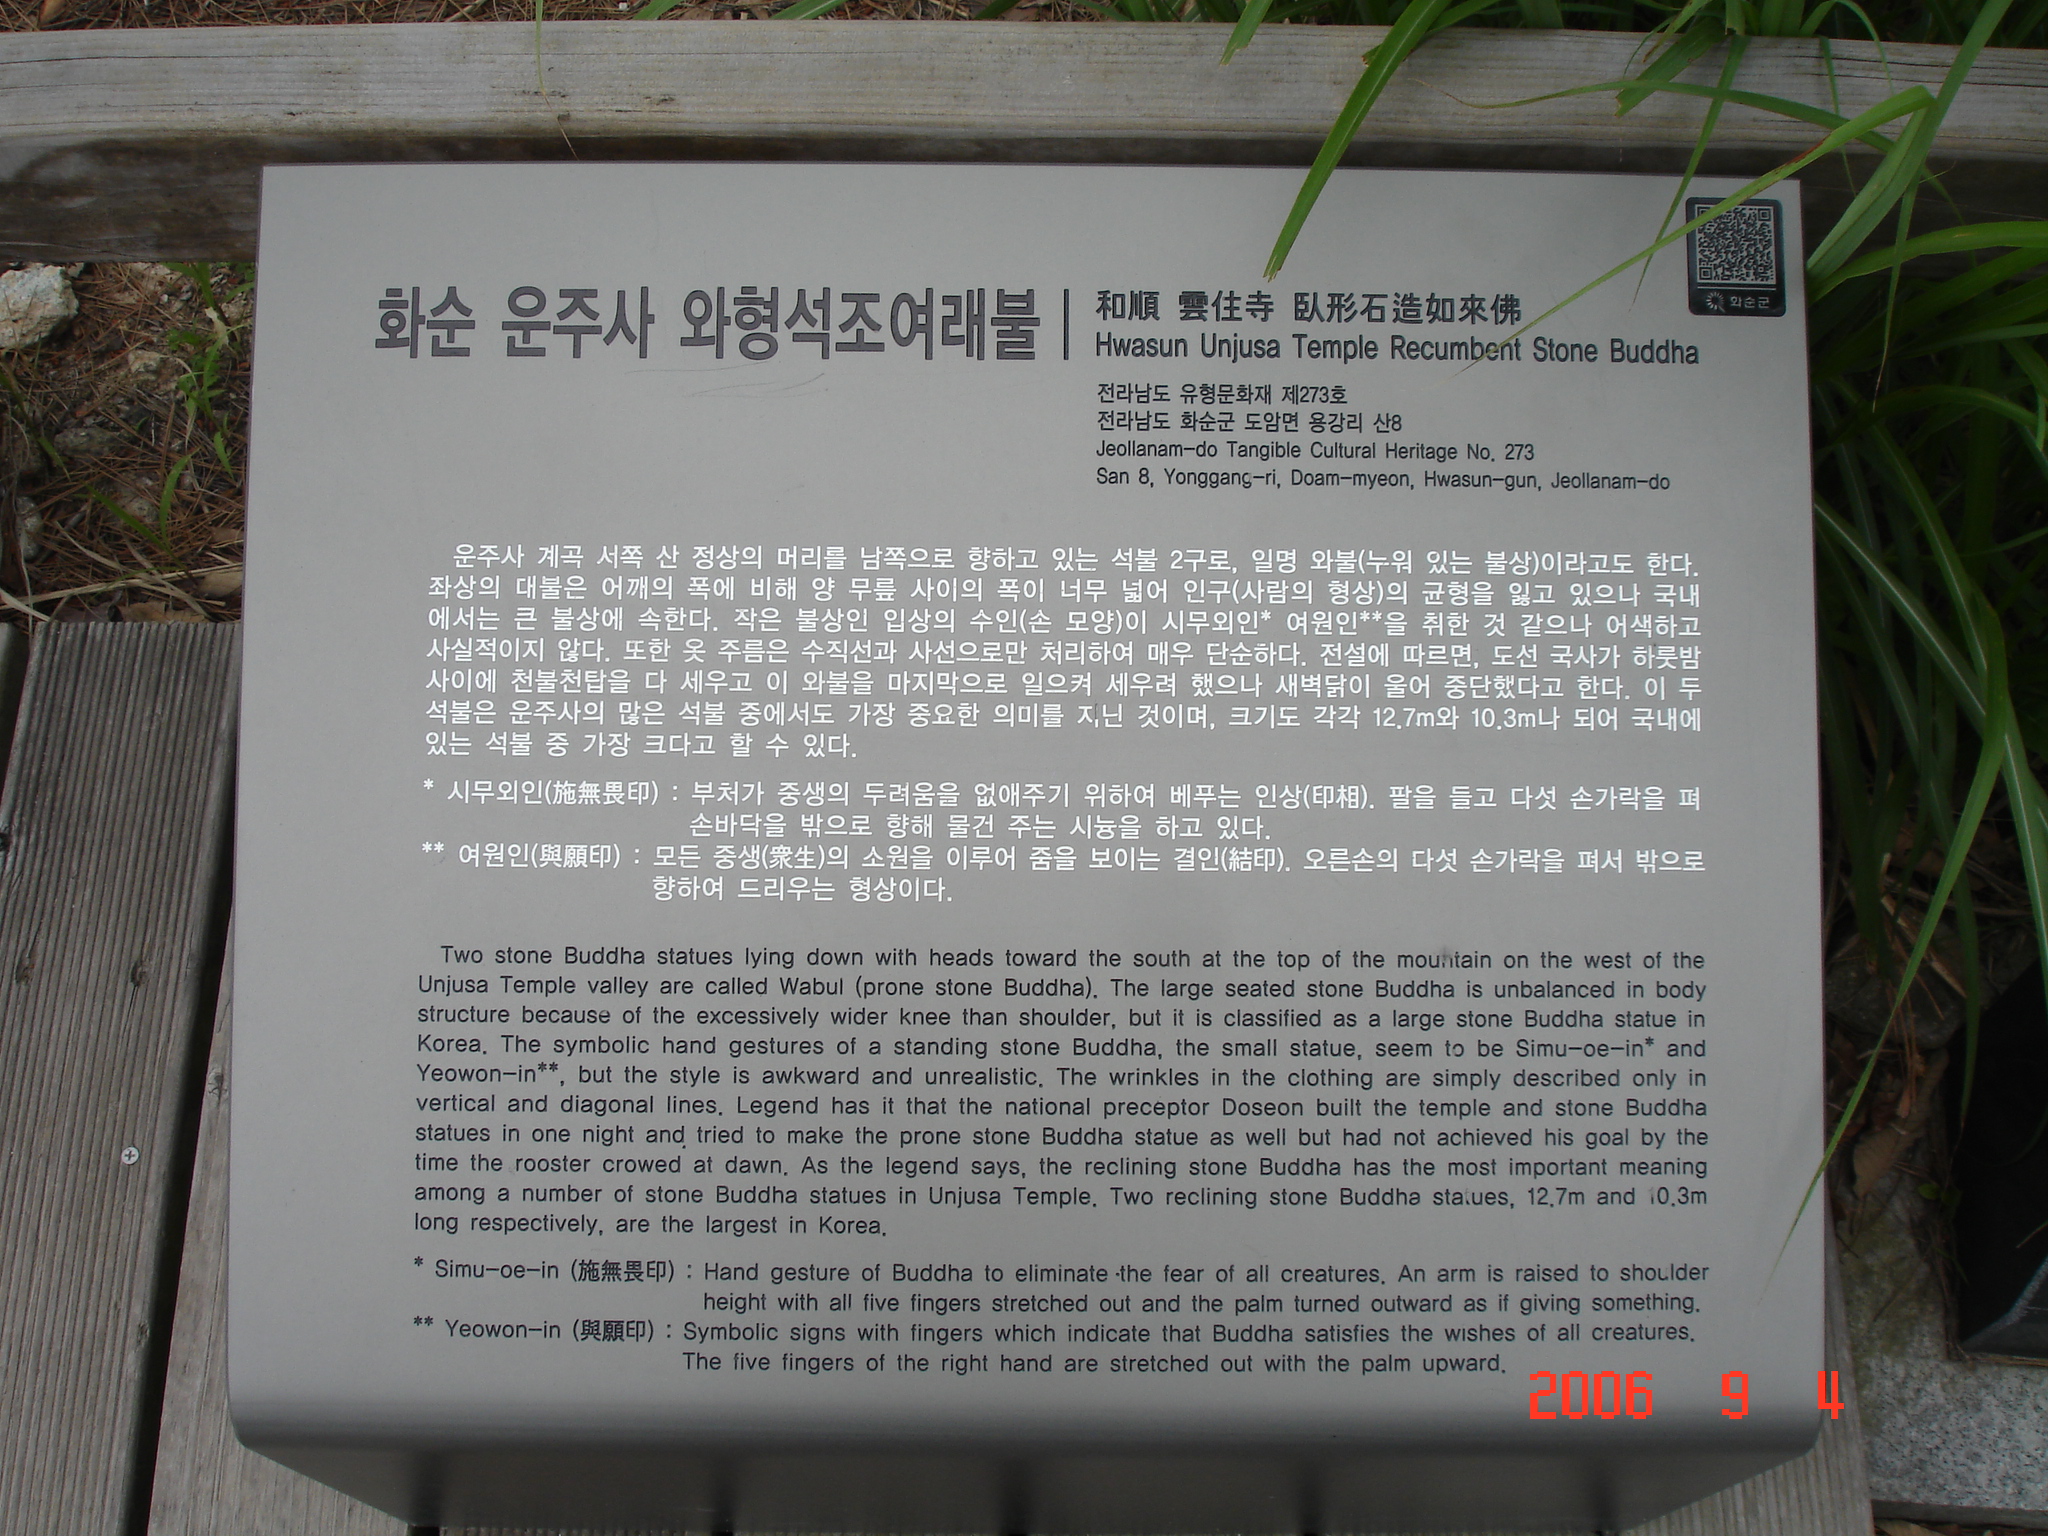 화순군
화순 운주사 와형석조여래불
和順 雲住寺 臥形石造如來佛
Hwasun Unjusa Temple Recumbent Stone Buddha
전라남도 유형문화재 제273호
전라남도 화순군 도암면 용강리 산8
Jeollanam-do Tangible Cultural Heritage No. 273
San 8, Yonggang-ri, Doam-myeon, Hwasun-gun, Jeollanam-do
운주사 계곡 서쪽 산 정상의 머리를 남쪽으로 향하고 있는 석불 2구로, 일명 와불(누워 있는 불상)이라고도 한다.
좌상의 대불은 어깨의 폭에 비해 양 무릎 사이의 폭이 너무 넓어 인구(사람의 형상)의 균형을 잃고 있으나 국내
에서는 큰 불상에 속한다. 작은 불상인 입상의 수인(손 모양)이 시무외인* 여원인**을 취한 것 같으나 어색하고
사실적이지 않다. 또한 옷 주름은 수직선과 사선으로만 처리하여 매우 단순하다. 전설에 따르면, 도선 국사가 하룻밤
사이에 천불천탑을 다 세우고 이 와불을 마지막으로 일으켜 세우려 했으나 새벽닭이 울어 중단했다고 한다. 이 두
석불은 운주사의 많은 석불 중에서도 가장 중요한 의미를 지닌 것이며, 크기도 각각 12.7m와 10.3m나 되어 국내에
있는 석불 중 가장 크다고 할 수 있다.
* 시무외인(施無畏印) : 부처가 중생의 두려움을 없애주기 위하여 베푸는 인상(印相). 팔을 들고 다섯 손가락을 펴
손바닥을 밖으로 향해 물건 주는 시늉을 하고 있다.
** 여원인(與願印) : 모든 중생(衆生)의 소원을 이루어 줌을 보이는 결인(結印). 오른손의 다섯 손가락을 펴서 밖으로
향하여 드리우는 형상이다.
Two stone Buddha statues lying down with heads toward the south at the top of the mountain on the west of the
Unjusa Temple valley are called Wabul (prone stone Buddha). The large seated stone Buddha is unbalanced in body
structure because of the excessively wider knee than shoulder, but it is classified as a large stone Buddha statue in
Korea. The symbolic hand gestures of a standing stone Buddha, the small statue, seem to be Simu-oe-in* and
Yeowon-in**, but the style is awkward and unrealistic. The wrinkles in the clothing are simply described only in
vertical and diagonal lines. Legend has it that the national preceptor Doseon built the temple and stone Buddha
statues in one night and tried to make the prone stone Buddha statue as well but had not achieved his goal by the
time the rooster crowed at dawn. As the legend says, the reclining stone Buddha has the most important meaning
among a number of stone Buddha statues in Unjusa Temple. Two reclining stone Buddha statues, 12.7m and 10.3m
long respectively, are the largest in Korea.
* Simu-oe-in (施無畏印) : Hand gesture of Buddha to eliminate the fear of all creatures. An arm is raised to shoulder
height with all five fingers stretched out and the palm turned outward as if giving something.
** Yeowon-in (與願印) : Symbolic signs with fingers which indicate that Buddha satisfies the wishes of all creatures.
The five fingers of the right hand are stretched out with the palm upward.
2006 9 4